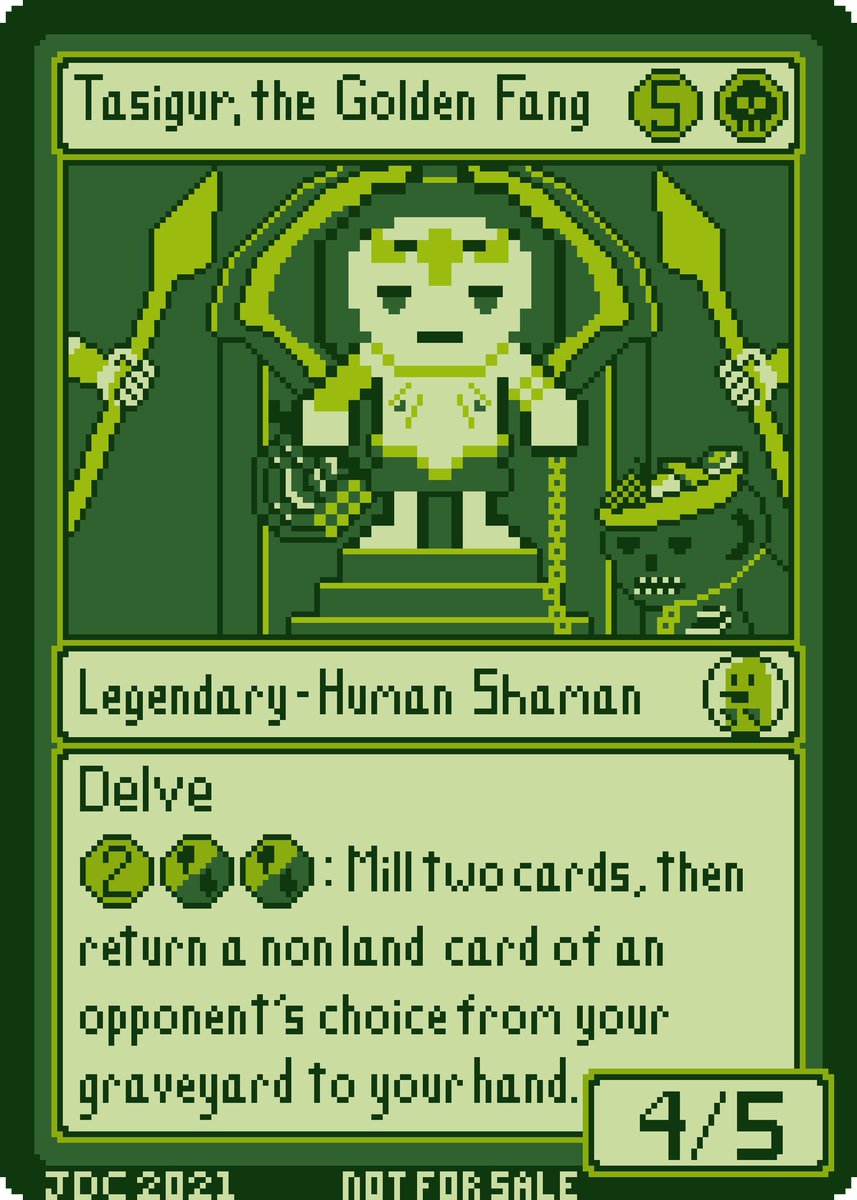 Tasigur, the Golden Fang 5
Legendary - Human Shaman
Delve
2 : Mill two cards, then
return a nonland card of an
opponent's choice from your
graveyard to your hand.
4/5
JDC 2021 NOT FOR SALE